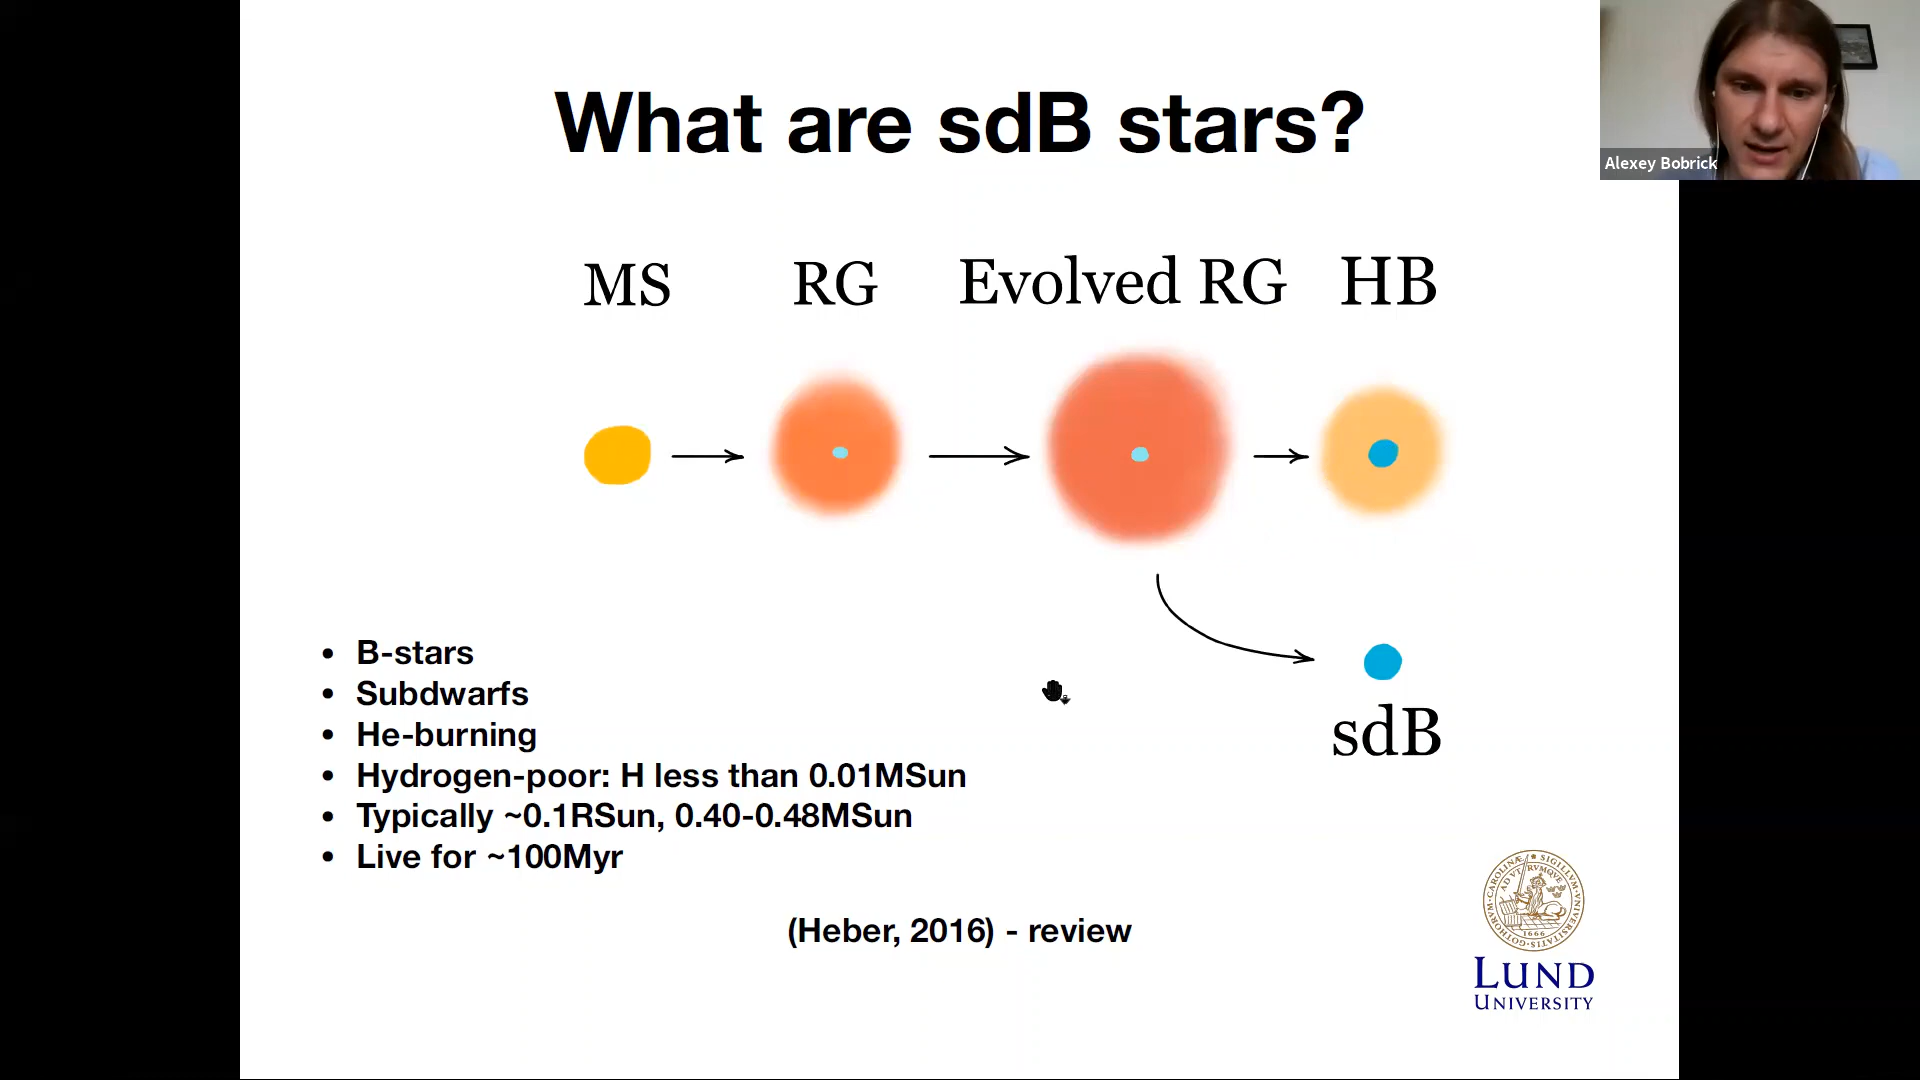 What are sdB stars?
Alexey Bobrick
MS RG Evolved RG HB
sdB
• B-stars
• Subdwarfs
• He-burning
• Hydrogen-poor: H less than 0.01MSun
• Typically ~0.1RSun, 0.40-0.48MSun
• Live for ~100Myr
(Heber, 2016) - review
1666
LUND
UNIVERSITY